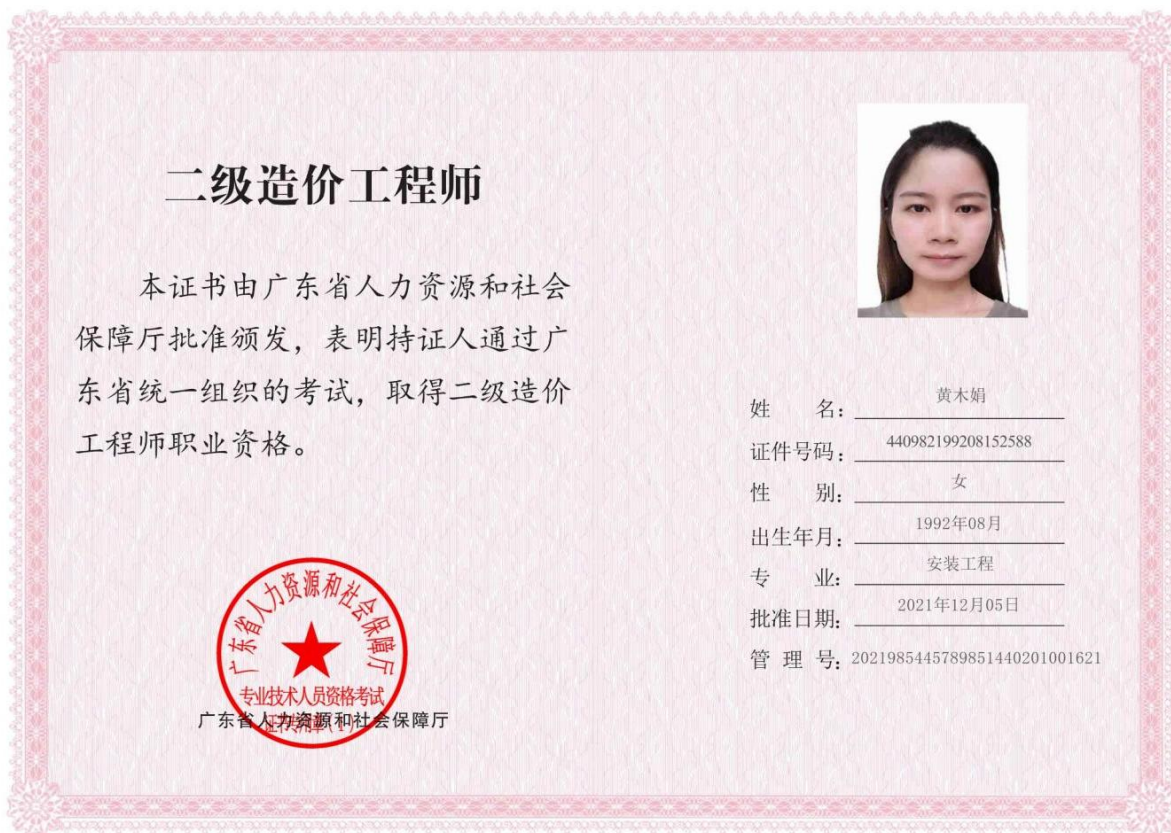 二级造价工程师
本证书由广东省人力资源和社会
保障厅批准颁发，表明持证人通过广
东省统一组织的考试，取得二级造价
工程师职业资格。
广东省人力资源和社会保障厅
专业技术人员资格考试
证书专用章（1）
广东省人力资源和社会保障厅
姓 名：黄木娟
证件号码：440982199208152588
性 别：女
出生年月：1992年08月
专 业：安装工程
批准日期：2021年12月05日
管 理 号：2021985445789851440201001621